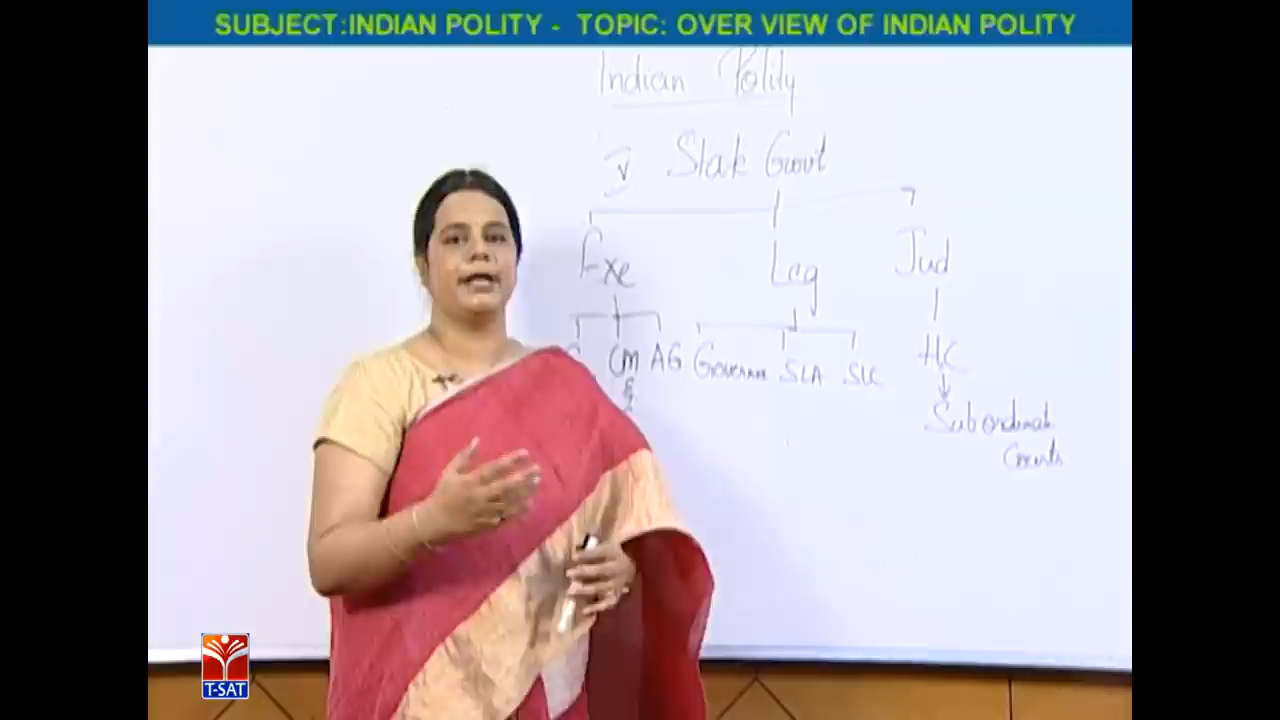 SUBJECT:INDIAN POLITY - TOPIC: OVER VIEW OF INDIAN POLITY
Indian Polity
V State Govt
Exe Leg Jud
CM AG Governor SLA SLC HC
&
Subordinate
Courts
T-SAT